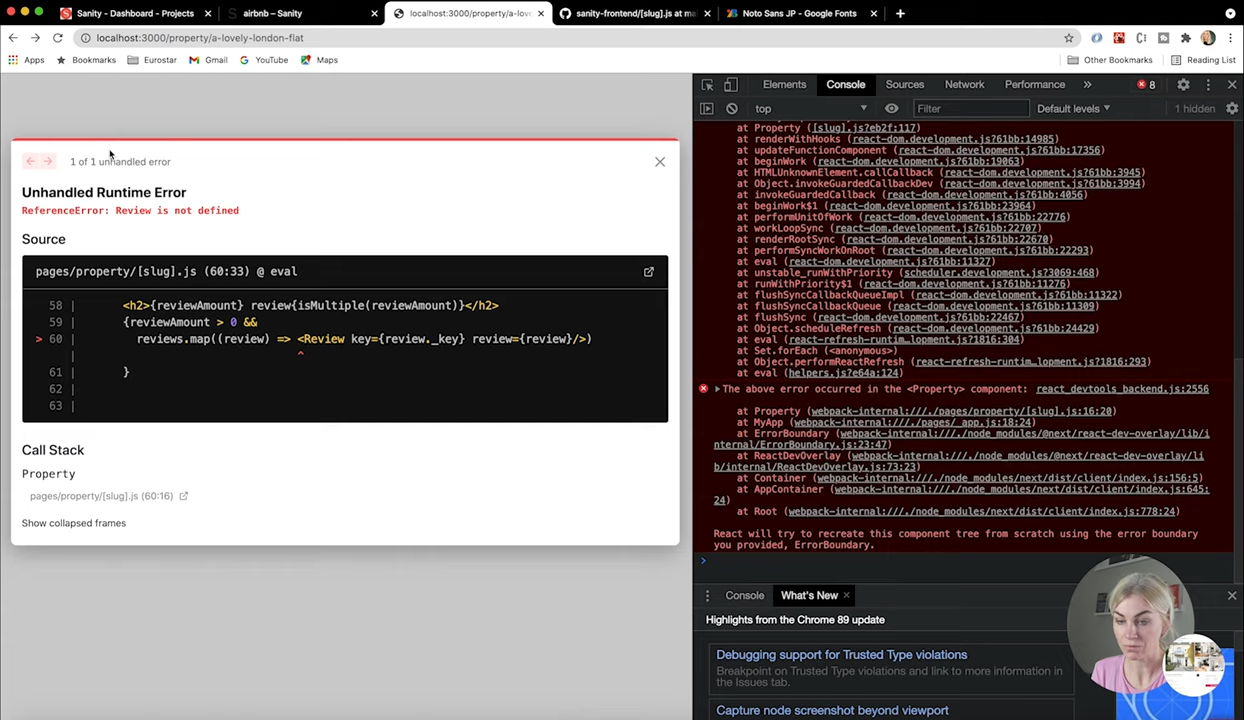 Sanity - Dashboard - Projects
airbnb – Sanity
localhost:3000/property/a-love
sanity-frontend/[slug].js at ma
Noto Sans JP - Google Fonts
localhost:3000/property/a-lovely-london-flat
Apps
Bookmarks
Eurostar
Gmail
YouTube
Maps
Other Bookmarks
Reading List
1 of 1 unhandled error
Unhandled Runtime Error
ReferenceError: Review is not defined
Source
pages/property/[slug].js (60:33) @ eval
58 | <h2>{reviewAmount} review{isMultiple(reviewAmount)}</h2>
59 | {reviewAmount > 0 &&
> 60 | reviews.map((review) => <Review key={review._key} review={review}/>)
| ^
61 | }
62 |
63 |
Call Stack
Property
pages/property/[slug].js (60:16)
Show collapsed frames
Elements
Console
Sources
Network
Performance
»
8
top
Filter
Default levels
1 hidden
at Property ([slug].js?eb2f:117)
at renderWithHooks (react-dom.development.js?61bb:14985)
at updateFunctionComponent (react-dom.development.js?61bb:17356)
at beginWork (react-dom.development.js?61bb:19063)
at HTMLUnknownElement.callCallback (react-dom.development.js?61bb:3945)
at Object.invokeGuardedCallbackDev (react-dom.development.js?61bb:3994)
at invokeGuardedCallback (react-dom.development.js?61bb:4056)
at beginWork$1 (react-dom.development.js?61bb:23964)
at performUnitOfWork (react-dom.development.js?61bb:22776)
at workLoopSync (react-dom.development.js?61bb:22707)
at renderRootSync (react-dom.development.js?61bb:22670)
at performSyncWorkOnRoot (react-dom.development.js?61bb:22293)
at eval (react-dom.development.js?61bb:11327)
at unstable_runWithPriority (scheduler.development.js?3069:468)
at runWithPriority$1 (react-dom.development.js?61bb:11276)
at flushSyncCallbackQueueImpl (react-dom.development.js?61bb:11322)
at flushSyncCallbackQueue (react-dom.development.js?61bb:11309)
at flushSync (react-dom.development.js?61bb:22467)
at Object.scheduleRefresh (react-dom.development.js?61bb:24429)
at eval (react-refresh-runtim…lopment.js?1816:304)
at Set.forEach (<anonymous>)
at Object.performReactRefresh (react-refresh-runtim…lopment.js?1816:293)
at eval (helpers.js?e64a:124)
The above error occurred in the <Property> component: react_devtools_backend.js:2556
at Property (webpack-internal:///./pages/property/[slug].js:16:20)
at MyApp (webpack-internal:///./pages/_app.js:18:24)
at ErrorBoundary (webpack-internal:///./node_modules/@next/react-dev-overlay/lib/i
nternal/ErrorBoundary.js:23:47)
at ReactDevOverlay (webpack-internal:///./node_modules/@next/react-dev-overlay/li
b/internal/ReactDevOverlay.js:73:23)
at Container (webpack-internal:///./node_modules/next/dist/client/index.js:156:5)
at AppContainer (webpack-internal:///./node_modules/next/dist/client/index.js:645:
24)
at Root (webpack-internal:///./node_modules/next/dist/client/index.js:778:24)
React will try to recreate this component tree from scratch using the error boundary
you provided, ErrorBoundary.
Console
What's New
Highlights from the Chrome 89 update
Debugging support for Trusted Type violations
Breakpoint on Trusted Type violations and link to more information in
the Issues tab.
Capture node screenshot beyond viewport